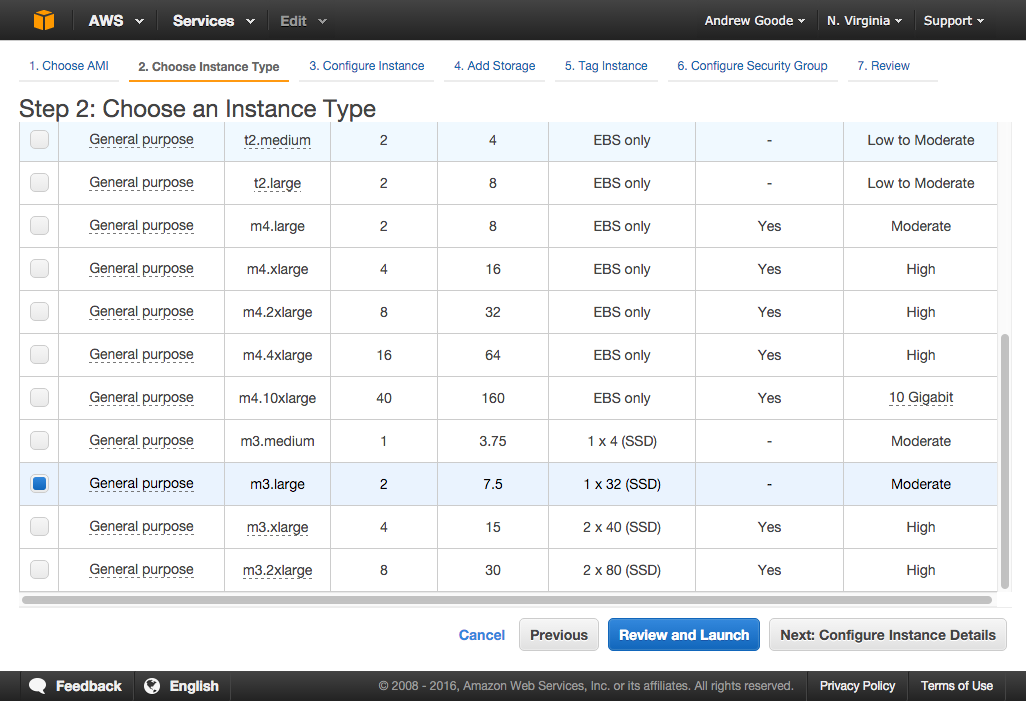 AWS Services Edit Andrew Goode N. Virginia Support
1. Choose AMI 2. Choose Instance Type 3. Configure Instance 4. Add Storage 5. Tag Instance 6. Configure Security Group 7. Review
Step 2: Choose an Instance Type
General purpose t2.medium 2 4 EBS only - Low to Moderate
General purpose t2.large 2 8 EBS only - Low to Moderate
General purpose m4.large 2 8 EBS only Yes Moderate
General purpose m4.xlarge 4 16 EBS only Yes High
General purpose m4.2xlarge 8 32 EBS only Yes High
General purpose m4.4xlarge 16 64 EBS only Yes High
General purpose m4.10xlarge 40 160 EBS only Yes 10 Gigabit
General purpose m3.medium 1 3.75 1 x 4 (SSD) - Moderate
General purpose m3.large 2 7.5 1 x 32 (SSD) - Moderate
General purpose m3.xlarge 4 15 2 x 40 (SSD) Yes High
General purpose m3.2xlarge 8 30 2 x 80 (SSD) Yes High
Cancel Previous Review and Launch Next: Configure Instance Details
Feedback English © 2008 - 2016, Amazon Web Services, Inc. or its affiliates. All rights reserved. Privacy Policy Terms of Use